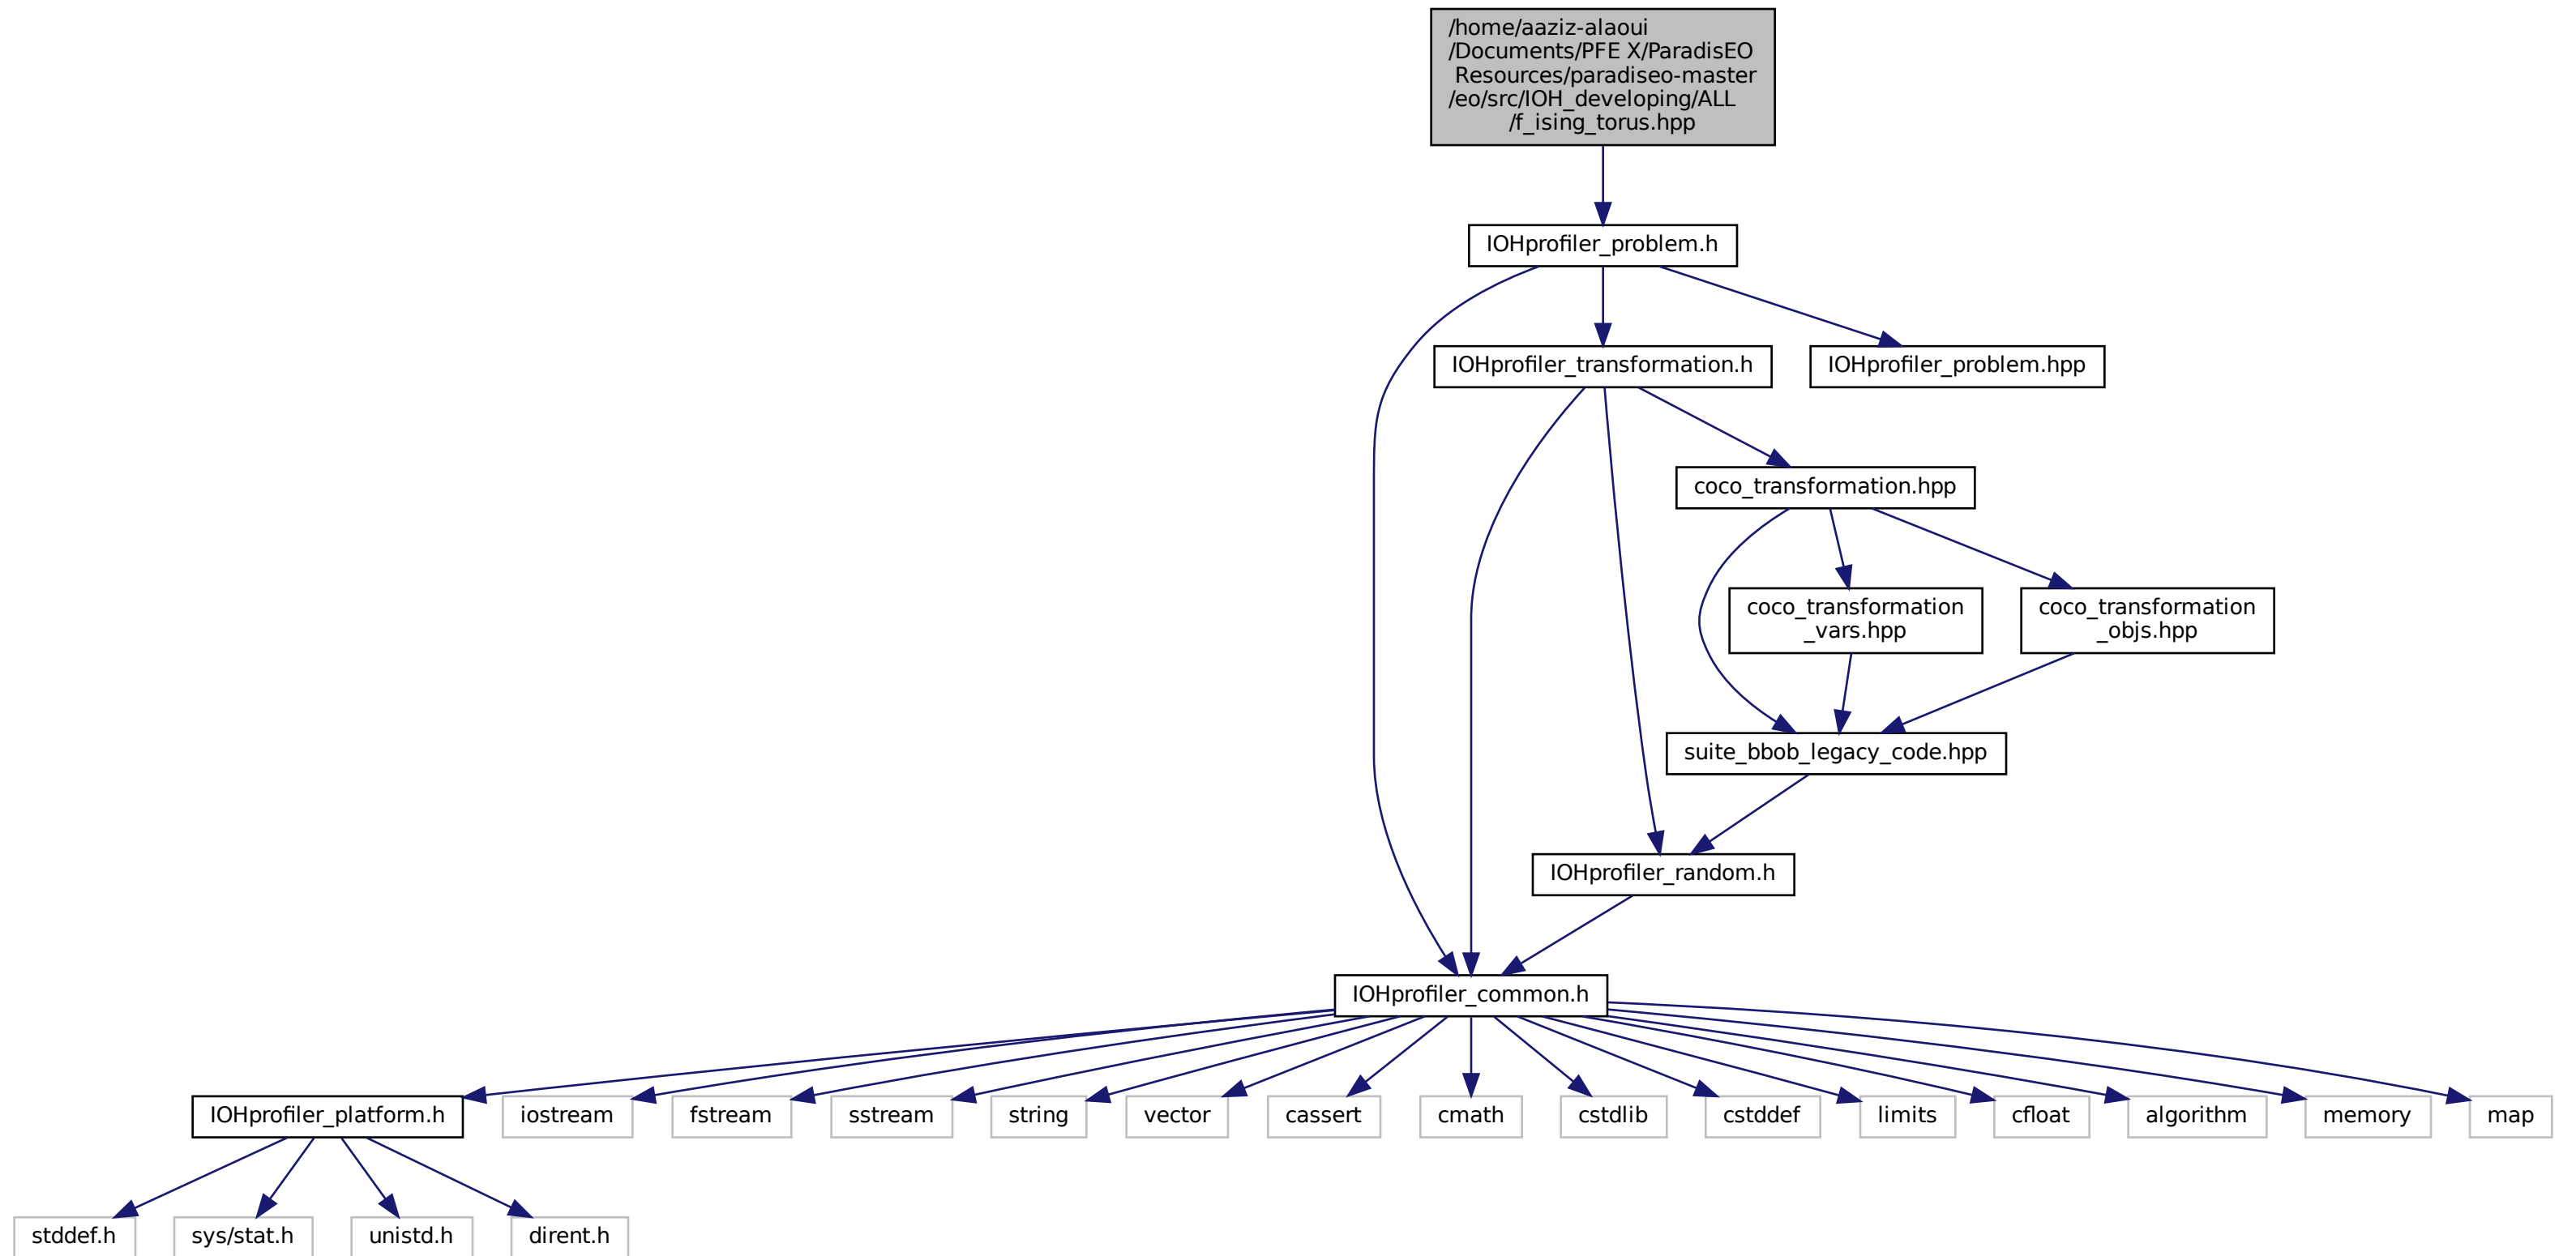 /home/aaziz-alaoui
/Documents/PFE X/ParadisEO
Resources/paradiseo-master
/eo/src/IOH_developing/ALL
/f_ising_torus.hpp
IOHprofiler_problem.h
IOHprofiler_transformation.h
IOHprofiler_problem.hpp
coco_transformation.hpp
coco_transformation
_vars.hpp
coco_transformation
_objs.hpp
suite_bbob_legacy_code.hpp
IOHprofiler_random.h
IOHprofiler_common.h
IOHprofiler_platform.h
iostream
fstream
sstream
string
vector
cassert
cmath
cstdlib
cstddef
limits
cfloat
algorithm
memory
map
stddef.h
sys/stat.h
unistd.h
dirent.h